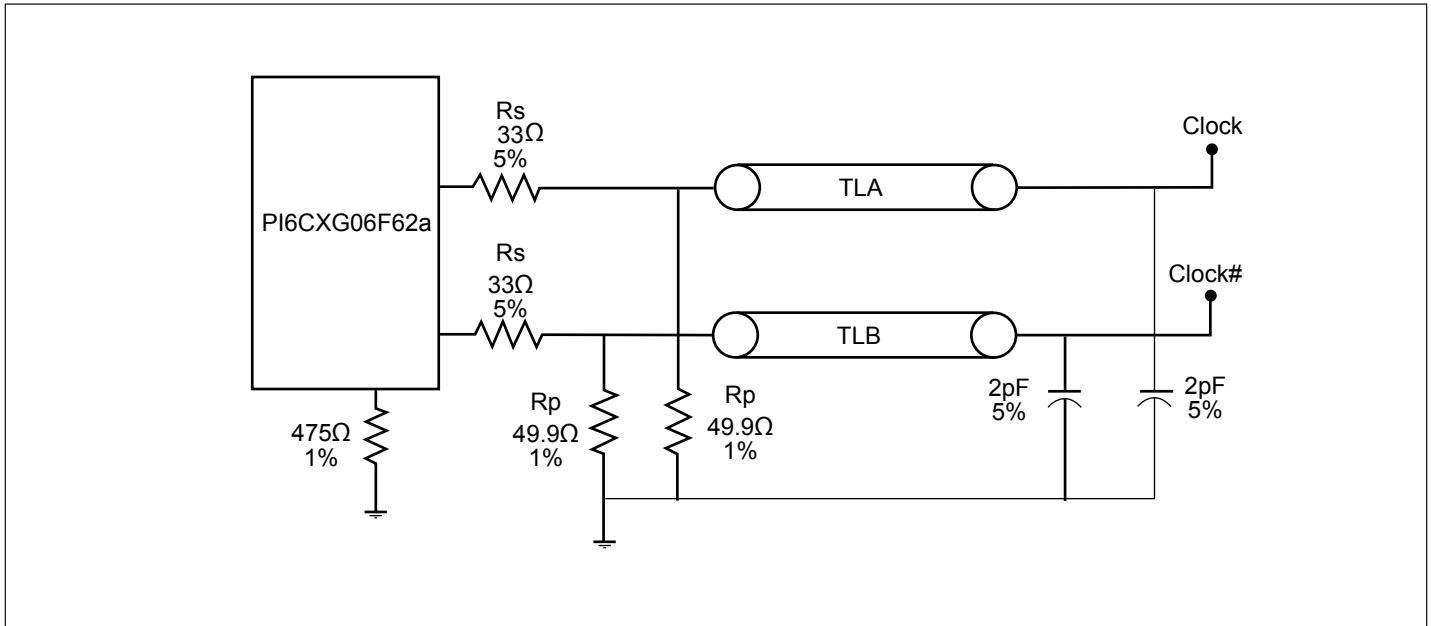 Rs
33Ω
5%
Clock
TLA
PI6CXG06F62a
Rs
33Ω
5%
Clock#
TLB
475Ω
1%
Rp
49.9Ω
1%
Rp
49.9Ω
1%
2pF
5%
2pF
5%